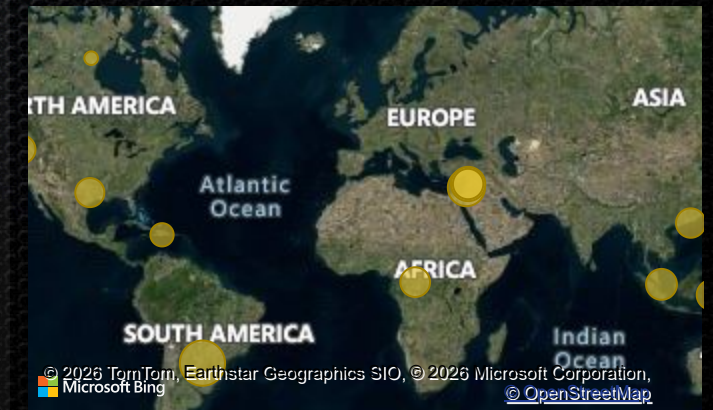 RTH AMERICA
EUROPE
ASIA
Atlantic
Ocean
AFRICA
SOUTH AMERICA
Indian
Ocean
© 2026 TomTom, Earthstar Geographics SIO, © 2026 Microsoft Corporation,
Microsoft Bing
© OpenStreetMap